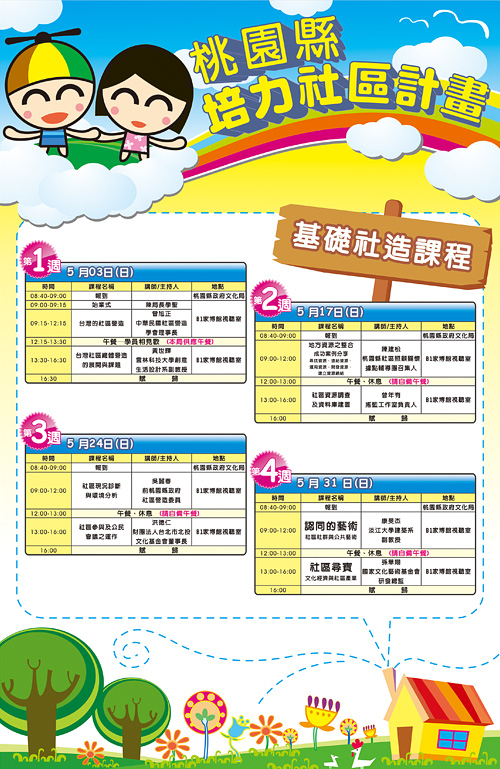 桃園縣
培力社區計畫
基礎社造課程
第1週
5月03日(日)
時間 課程名稱 講師/主持人 地點
08:40-09:00 報到 桃園縣政府文化局
09:00-09:15 始業式 陳局長學聖
09:15-12:15 台灣的社區營造 曾旭正
中華民國社區營造
學會理事長
B1家博館視聽室
12:15-13:30 午餐、學員相見歡 (本局供應午餐)
13:30-16:30 台灣社區總體營造
的展開與課題
黃世輝
雲林科技大學創意
生活設計系副教授
B1家博館視聽室
16:30 賦 歸
第2週
5月17日(日)
時間 課程名稱 講師/主持人 地點
08:40-09:00 報到 桃園縣政府文化局
09:00-12:00 地方資源之整合
成功案例分享
陳建松
桃園縣社區照顧關懷
據點輔導團召集人
B1家博館視聽室
12:00-13:00 午餐、休息 (請自備午餐)
13:00-16:00 社區資源調查
及資料庫建置
曾年有
搖籃工作室負責人
B1家博館視聽室
16:00 賦 歸
第3週
5月24日(日)
時間 課程名稱 講師/主持人 地點
08:40-09:00 報到 桃園縣政府文化局
09:00-12:00 社區現況診斷
與環境分析
吳麗春
前桃園縣政府
社區營造委員
B1家博館視聽室
12:00-13:00 午餐、休息 (請自備午餐)
13:00-16:00 社區參與及公民
會議之運作
洪德仁
財團法人台北市北投
文化基金會董事長
B1家博館視聽室
16:00 賦 歸
第4週
5月31日(日)
時間 課程名稱 講師/主持人 地點
08:40-09:00 報到 桃園縣政府文化局
09:00-12:00 認同的藝術
社區社群與公共藝術
康旻杰
淡江大學建築系
副教授
B1家博館視聽室
12:00-13:00 午餐、休息 (請自備午餐)
13:00-16:00 社區尋寶
文化經濟與社區產業
張華麟
國家文化藝術基金會
研發總監
B1家博館視聽室
16:00 賦 歸